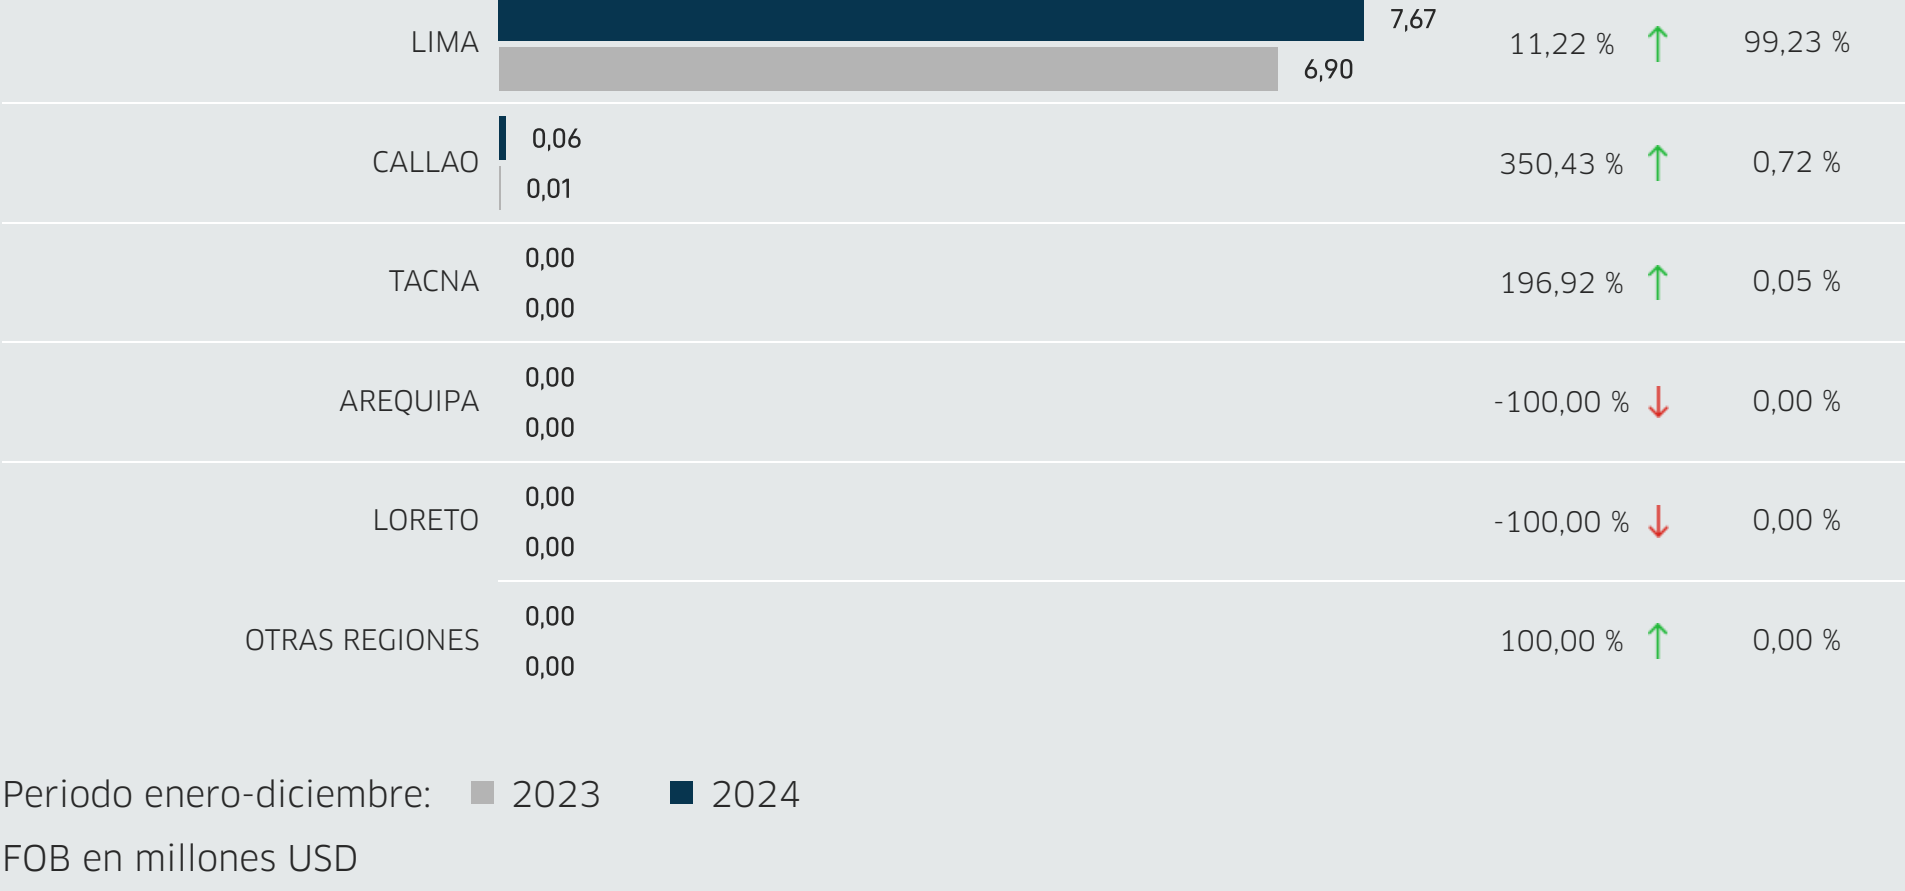 LIMA 7,67 11,22 % ↑ 99,23 %
6,90
CALLAO 0,06 350,43 % ↑ 0,72 %
0,01
TACNA 0,00 196,92 % ↑ 0,05 %
0,00
AREQUIPA 0,00 -100,00 % ↓ 0,00 %
0,00
LORETO 0,00 -100,00 % ↓ 0,00 %
0,00
OTRAS REGIONES 0,00 100,00 % ↑ 0,00 %
0,00
Periodo enero-diciembre: 2023 2024
FOB en millones USD